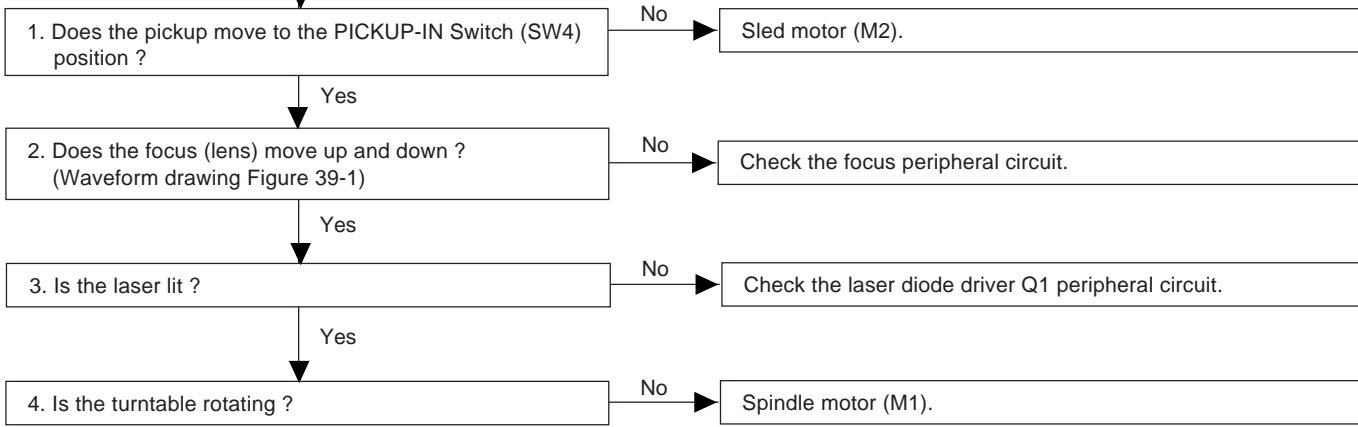 1. Does the pickup move to the PICKUP-IN Switch (SW4)
position ?
No
Sled motor (M2).
Yes
2. Does the focus (lens) move up and down ?
(Waveform drawing Figure 39-1)
No
Check the focus peripheral circuit.
Yes
3. Is the laser lit ?
No
Check the laser diode driver Q1 peripheral circuit.
Yes
4. Is the turntable rotating ?
No
Spindle motor (M1).